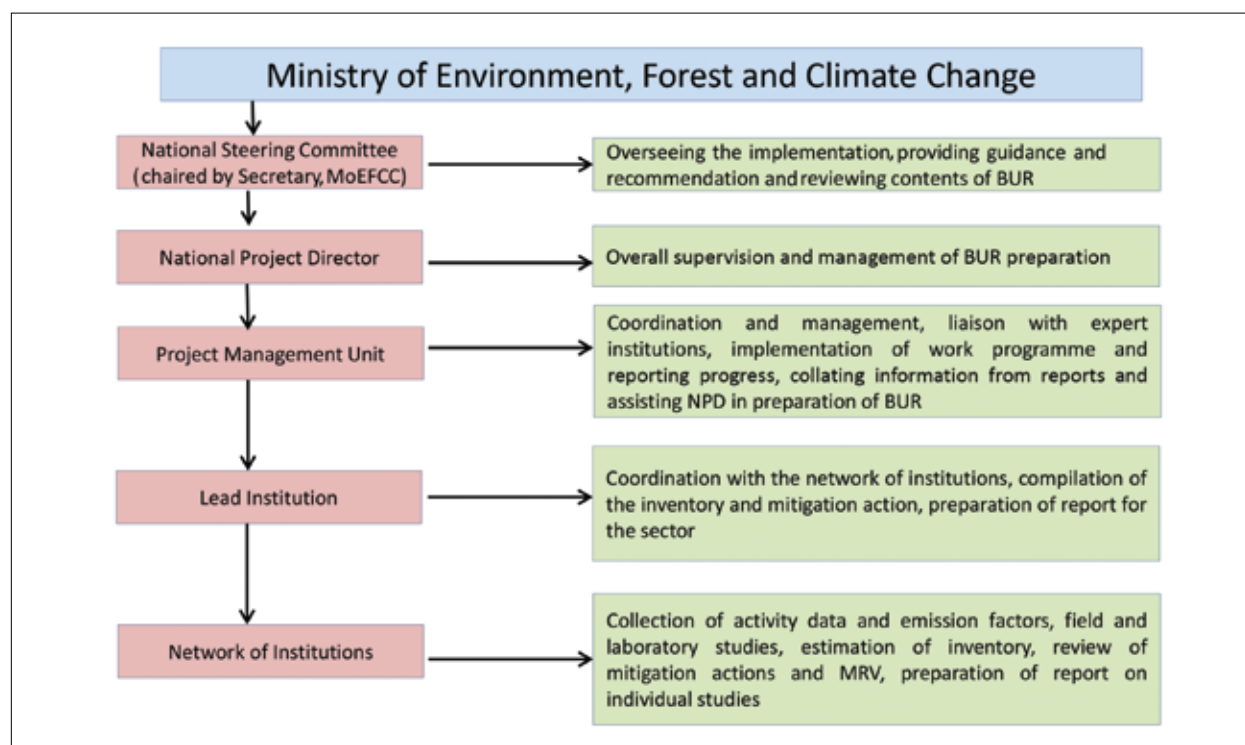 Ministry of Environment, Forest and Climate Change
National Steering Committee
(chaired by Secretary, MoEFCC)
Overseeing the implementation, providing guidance and
recommendation and reviewing contents of BUR
National Project Director
Overall supervision and management of BUR preparation
Project Management Unit
Coordination and management, liaison with expert
institutions, implementation of work programme and
reporting progress, collating information from reports and
assisting NPD in preparation of BUR
Lead Institution
Coordination with the network of institutions, compilation of
the inventory and mitigation action, preparation of report for
the sector
Network of Institutions
Collection of activity data and emission factors, field and
laboratory studies, estimation of inventory, review of
mitigation actions and MRV, preparation of report on
individual studies